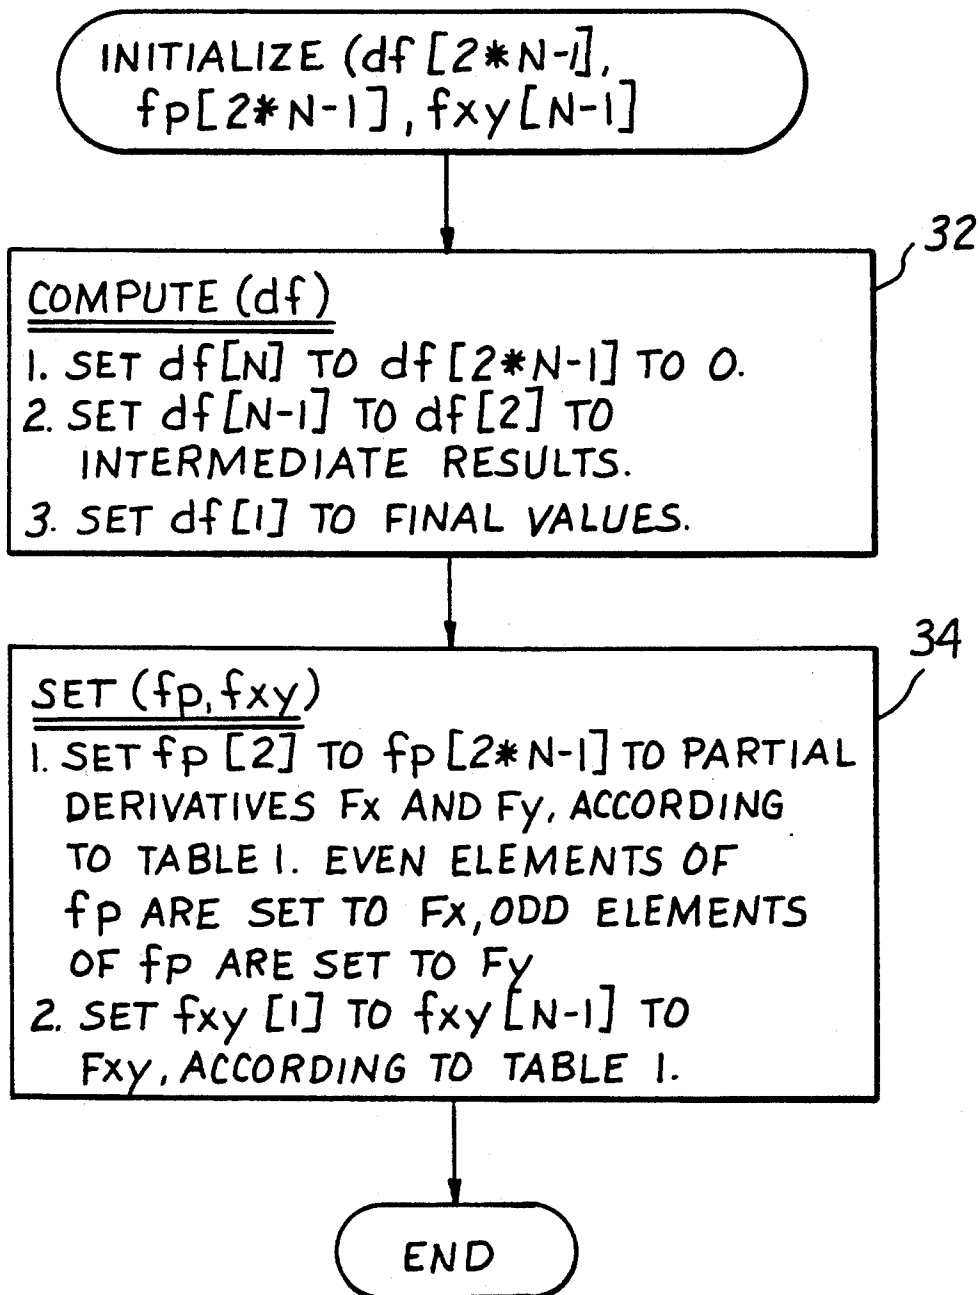 INITIALIZE (df [2*N-1],
fp[2*N-1], fxy[N-1]
32
COMPUTE (df)
1. SET df[N] TO df [2*N-1] TO 0.
2. SET df[N-1] TO df[2] TO
INTERMEDIATE RESULTS.
3. SET df[1] TO FINAL VALUES.
34
SET (fp, fxy)
1. SET fp [2] TO fp[2*N-1] TO PARTIAL
DERIVATIVES Fx AND Fy, ACCORDING
TO TABLE 1. EVEN ELEMENTS OF
fp ARE SET TO Fx, ODD ELEMENTS
OF fp ARE SET TO Fy
2. SET fxy [1] TO fxy [N-1] TO
Fxy, ACCORDING TO TABLE 1.
END